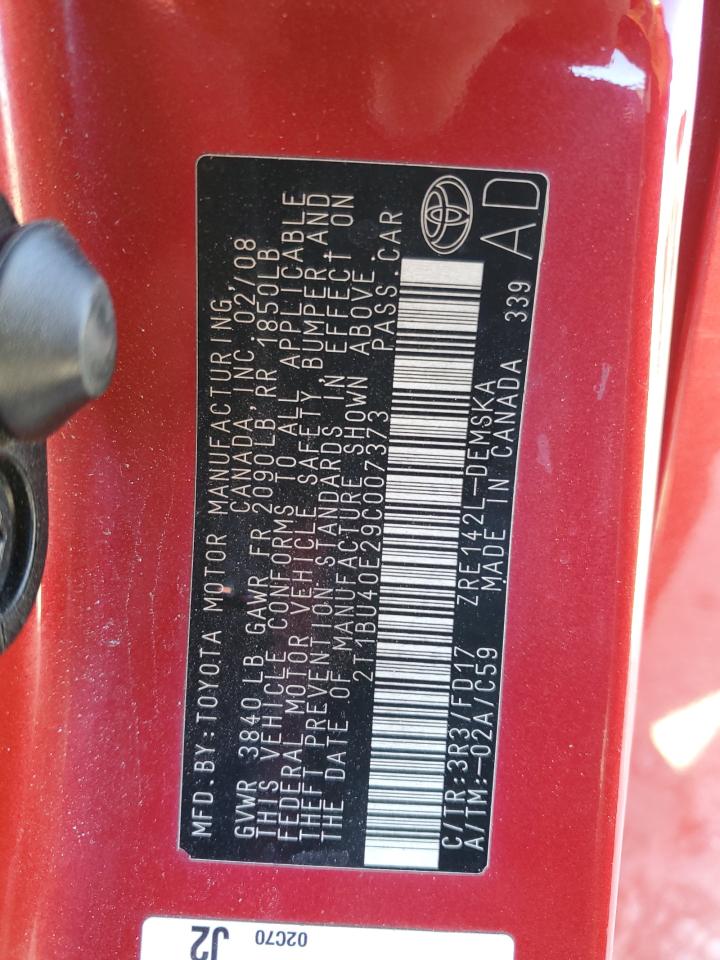 MFD.BY:TOYOTA MOTOR MANUFACTURING,
CANADA,INC. 02/08
GVWR 3840LB GAWR FR 2090LB RR 1850LB
THIS VEHICLE CONFORMS TO ALL APPLICABLE
FEDERAL MOTOR VEHICLE SAFETY, BUMPER,AND
THEFT PREVENTION STANDARDS IN EFFECT ON
THE DATE OF MANUFACTURE SHOWN ABOVE.
2T1BU40E29C007373 PASS.CAR
C/TR:3R3/FD17 ZRE142L-DEMSKA 339
A/TM:-02A/C59 MADE IN CANADA
AD
J2
02C70